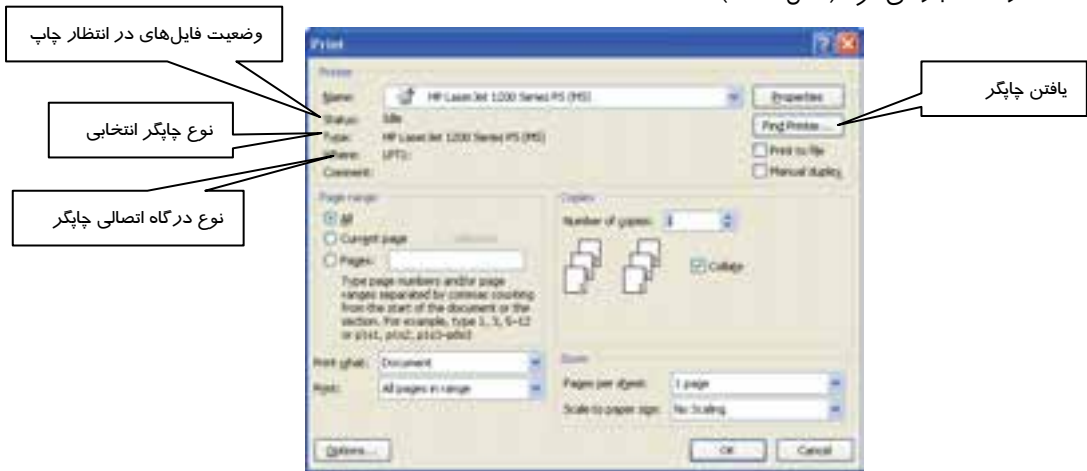 وضعیت فایل‌های در انتظار چاپ
نوع چاپگر انتخابی
نوع درگاه اتصالی چاپگر
یافتن چاپگر
Print
Printer
Name: HP LaserJet 1200 Series PS (MS)
Properties
Status: Idle
Find Printer...
Type: HP LaserJet 1200 Series PS (MS)
Where: LPT1:
Print to file
Comment:
Manual duplex
Page range
All
Current page
Pages:
Type page numbers and/or page
ranges separated by commas counting
from the start of the document or the
section. For example, type 1, 3, 5-12
or p1s1, p1s2, p1s3-p8s3
Copies
Number of copies: 1
Collate
Print what: Document
Print: All pages in range
Zoom
Pages per sheet: 1 page
Scale to paper size: No Scaling
Options...
OK
Cancel